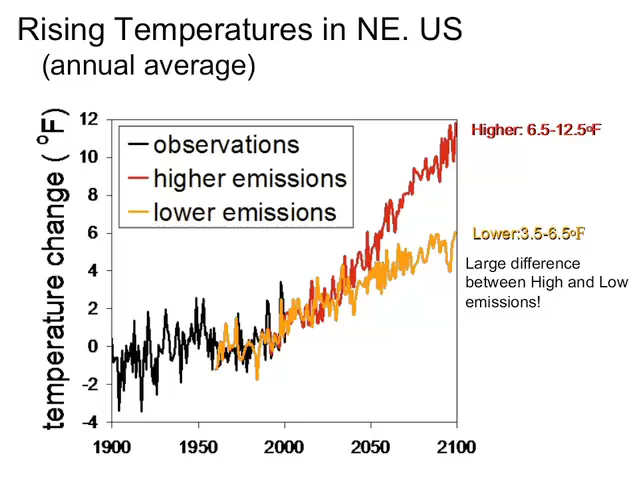 Rising Temperatures in NE. US
(annual average)
temperature change ( °F)
12
10
8
6
4
2
0
-2
-4
observations
higher emissions
lower emissions
1900
1950
2000
2050
2100
Higher: 6.5-12.5°F
Lower:3.5-6.5°F
Large difference
between High and Low
emissions!